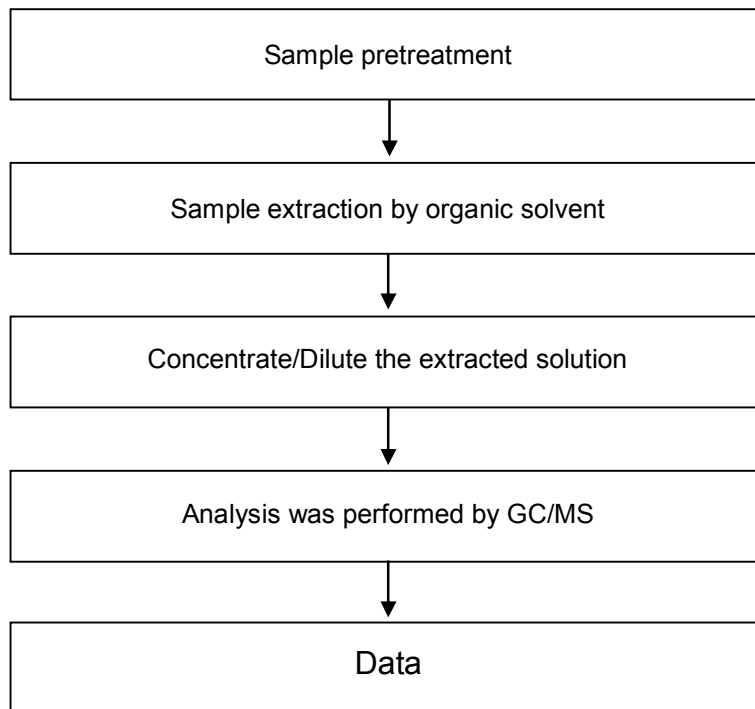 Sample pretreatment
Sample extraction by organic solvent
Concentrate/Dilute the extracted solution
Analysis was performed by GC/MS
Data